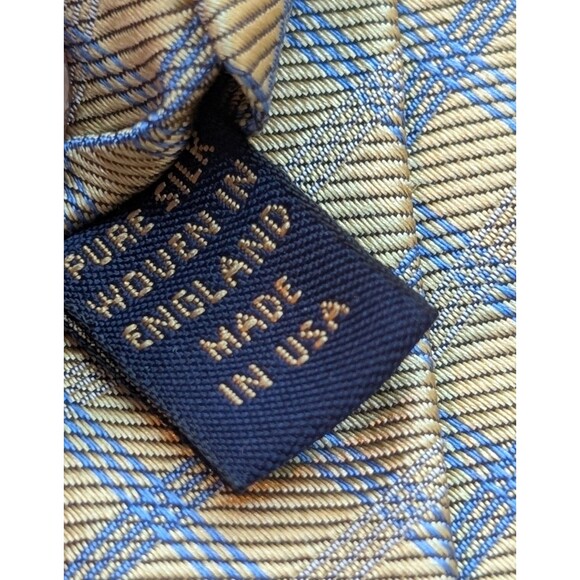 PURE SILK
WOVEN IN
ENGLAND
MADE
IN USA